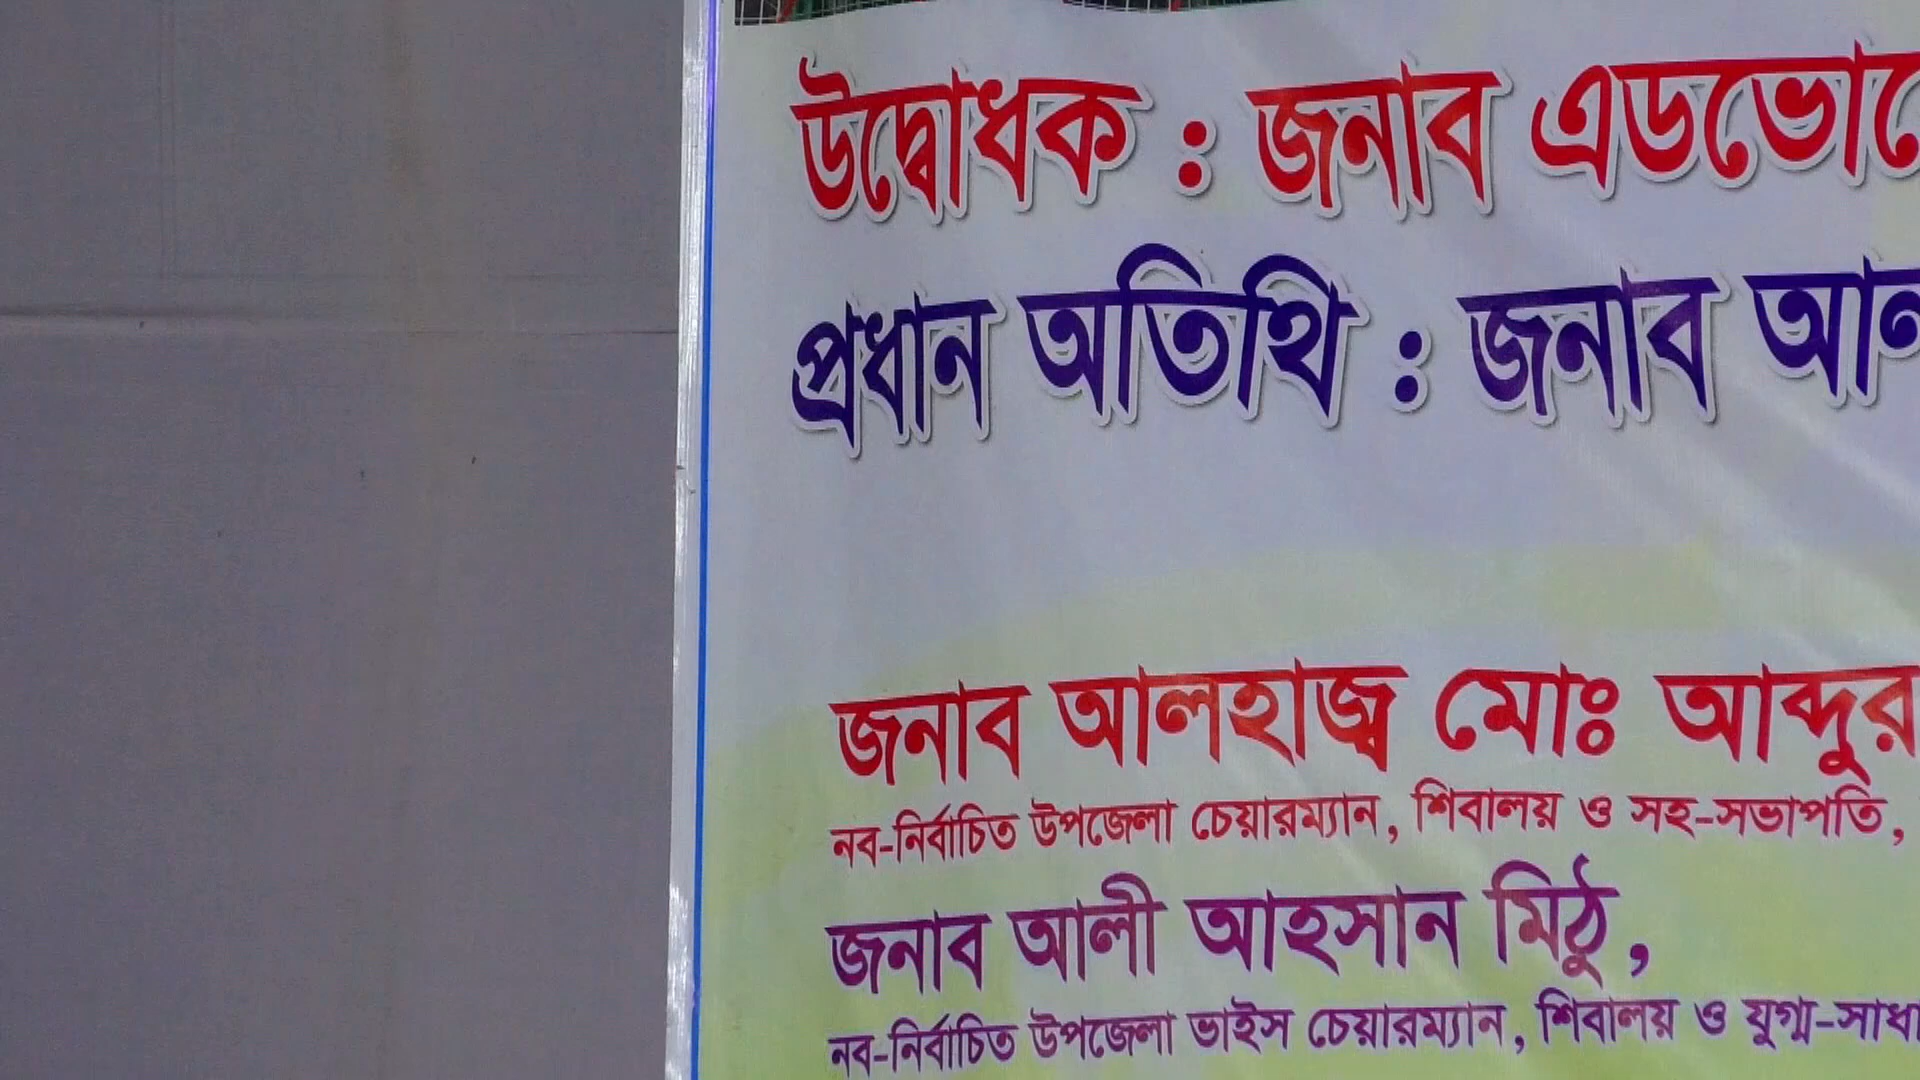 উদ্বোধক : জনাব
প্রধান অতিথি : জনাব
জনাব আলহাজ্ব মোঃ আব্দুর
নব-নির্বাচিত উপজেলা চেয়ারম্যান, শিবালয় ও সহ-সভাপতি,
জনাব আলী আহসান মিঠু,
নব-নির্বাচিত উপজেলা ভাইস চেয়ারম্যান, শিবালয় ও যুগ্ম-